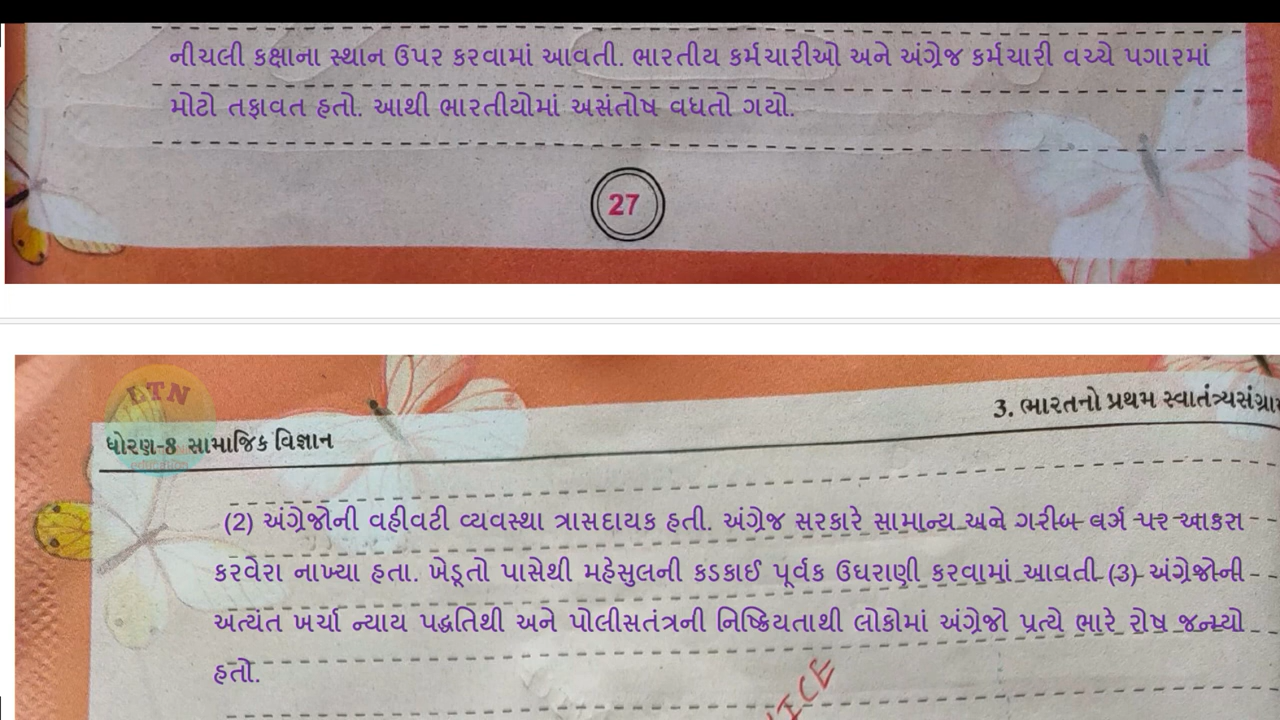 નીચલી કક્ષાના સ્થાન ઉપર કરવામાં આવતી. ભારતીય કર્મચારીઓ અને અંગ્રેજ કર્મચારી વચ્ચે પગારમાં
મોટો તફાવત હતો. આથી ભારતીયોમાં અસંતોષ વધતો ગયો.
27
DTN
3. ભારતનો પ્રથમ સ્વાતંત્ર્યસંગ્રા
ધોરણ-8 સામાજિક વિજ્ઞાન
(2) અંગ્રેજોની વહીવટી વ્યવસ્થા ત્રાસદાયક હતી. અંગ્રેજ સરકારે સામાન્ય અને ગરીબ વર્ગ પર આકરા
કરવેરા નાખ્યા હતા. ખેડૂતો પાસેથી મહેસુલની કડકાઈ પૂર્વક ઉઘરાણી કરવામાં આવતી (3) અંગ્રેજોની
અત્યંત ખર્ચા ન્યાય પદ્ધતિથી અને પોલીસતંત્રની નિષ્ક્રિયતાથી લોકોમાં અંગ્રેજો પ્રત્યે ભારે રોષ જન્મ્યો
હતો.
ICE